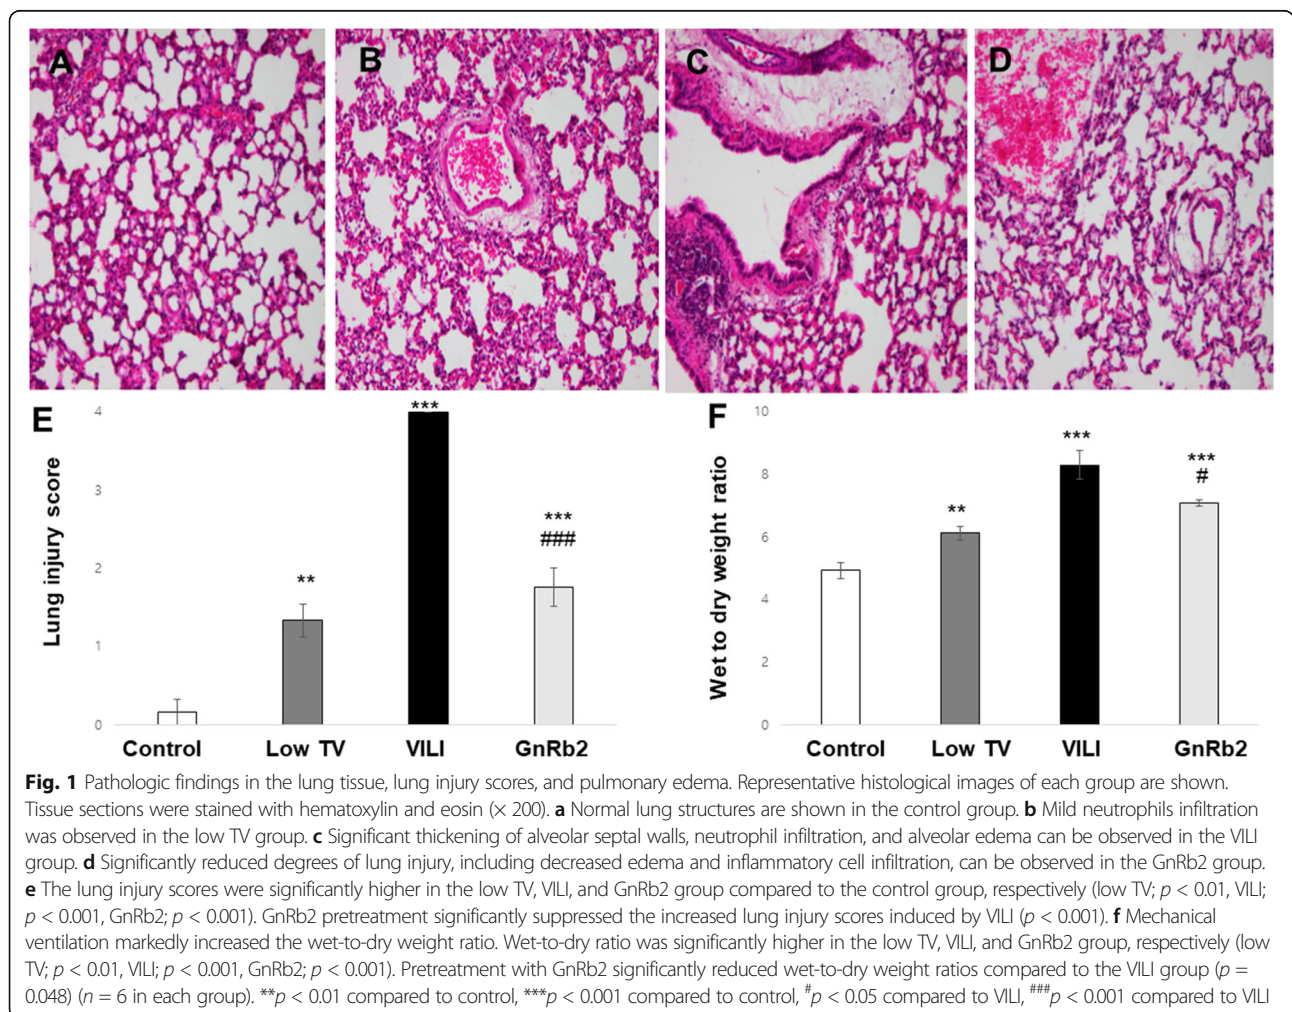 A B C D
E
Lung injury score
4
3
2
1
0
***
**
***
###
Control Low TV VILI GnRb2
F
Wet to dry weight ratio
10
8
6
4
2
0
***
***
#
**
Control Low TV VILI GnRb2
Fig. 1 Pathologic findings in the lung tissue, lung injury scores, and pulmonary edema. Representative histological images of each group are shown.
Tissue sections were stained with hematoxylin and eosin (× 200). a Normal lung structures are shown in the control group. b Mild neutrophils infiltration
was observed in the low TV group. c Significant thickening of alveolar septal walls, neutrophil infiltration, and alveolar edema can be observed in the VILI
group. d Significantly reduced degrees of lung injury, including decreased edema and inflammatory cell infiltration, can be observed in the GnRb2 group.
e The lung injury scores were significantly higher in the low TV, VILI, and GnRb2 group compared to the control group, respectively (low TV; p < 0.01, VILI;
p < 0.001, GnRb2; p < 0.001). GnRb2 pretreatment significantly suppressed the increased lung injury scores induced by VILI (p < 0.001). f Mechanical
ventilation markedly increased the wet-to-dry weight ratio. Wet-to-dry ratio was significantly higher in the low TV, VILI, and GnRb2 group, respectively (low
TV; p < 0.01, VILI; p < 0.001, GnRb2; p < 0.001). Pretreatment with GnRb2 significantly reduced wet-to-dry weight ratios compared to the VILI group (p =
0.048) (n = 6 in each group). **p < 0.01 compared to control, ***p < 0.001 compared to control, #p < 0.05 compared to VILI, ###p < 0.001 compared to VILI